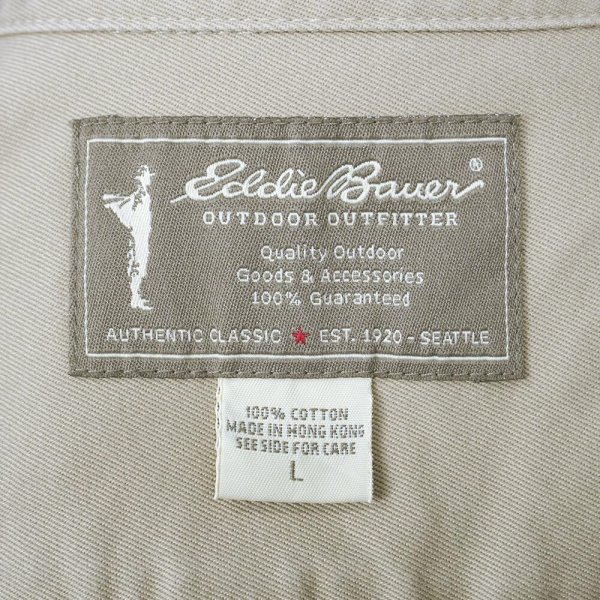 Eddie Bauer ®
OUTDOOR OUTFITTER
Quality Outdoor
Goods & Accessories
100% Guaranteed
AUTHENTIC CLASSIC ★ EST. 1920 - SEATTLE
100% COTTON
MADE IN HONG KONG
SEE SIDE FOR CARE
L